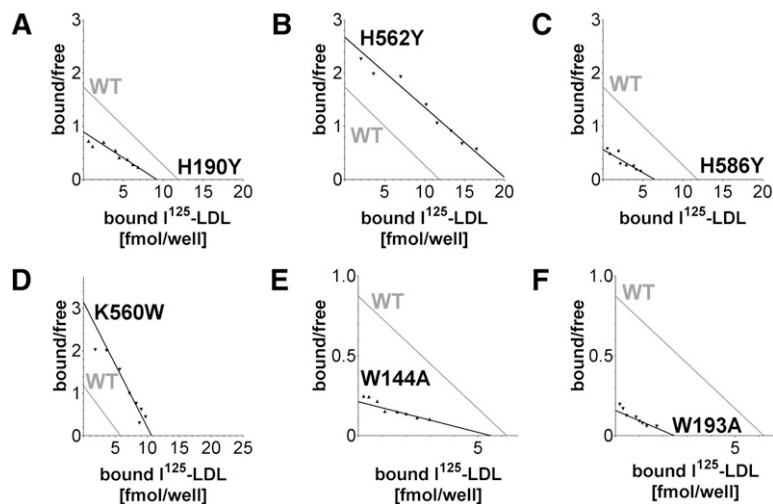 A
bound/free
3
2
1
0
WT
H190Y
5 10 15 20
bound I¹²⁵-LDL
[fmol/well]
B
bound/free
3
2
1
0
H562Y
WT
0 5 10 15 20
bound I¹²⁵-LDL
[fmol/well]
C
bound/free
3
2
1
0
WT
H586Y
5 10 15 20
bound I¹²⁵-LDL
[fmol/well]
D
bound/free
3
2
1
0
K560W
WT
0 5 10 15 20 25
bound I¹²⁵-LDL
[fmol/well]
E
bound/free
1.0
0.5
0
WT
W144A
5
bound I¹²⁵-LDL
[fmol/well]
F
bound/free
1.0
0.5
0
WT
W193A
5
bound I¹²⁵-LDL
[fmol/well]